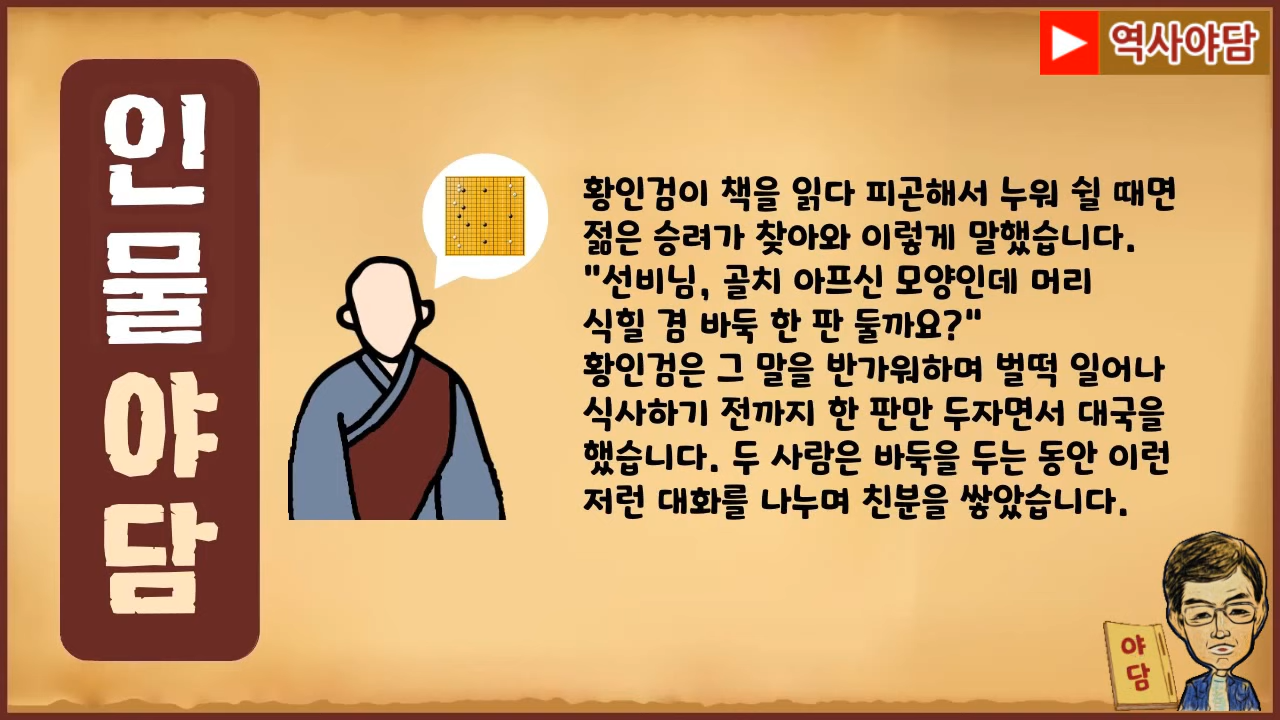 역사야담
인물야담
황인검이 책을 읽다 피곤해서 누워 쉴 때면
젊은 승려가 찾아와 이렇게 말했습니다.
"선비님, 골치 아프신 모양인데 머리
식힐 겸 바둑 한 판 둘까요?"
황인검은 그 말을 반가워하며 벌떡 일어나
식사하기 전까지 한 판만 두자면서 대국을
했습니다. 두 사람은 바둑을 두는 동안 이런
저런 대화를 나누며 친분을 쌓았습니다.
야담